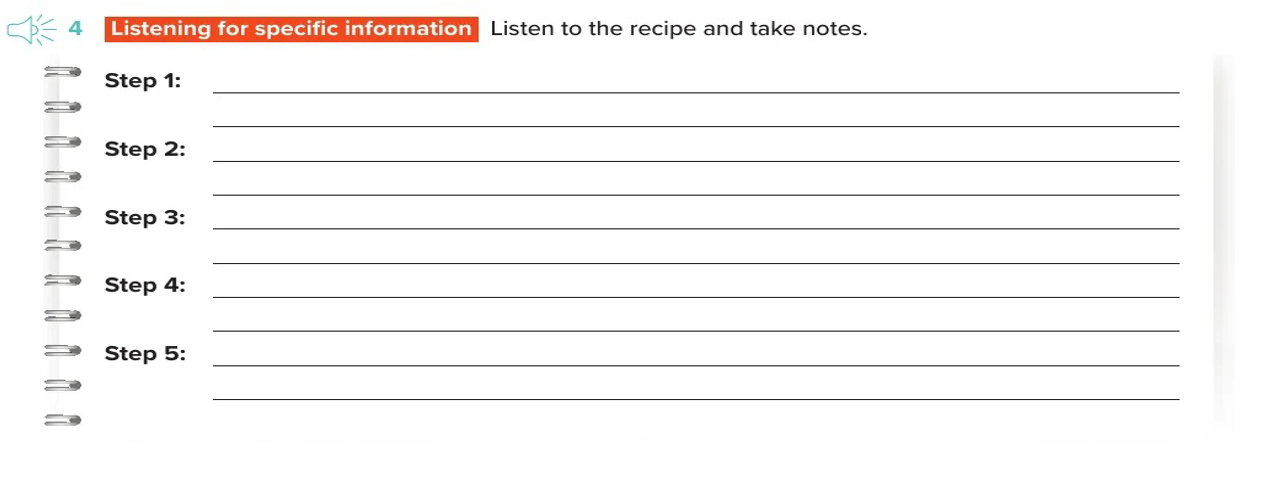 4 Listening for specific information Listen to the recipe and take notes.
Step 1:
Step 2:
Step 3:
Step 4:
Step 5: